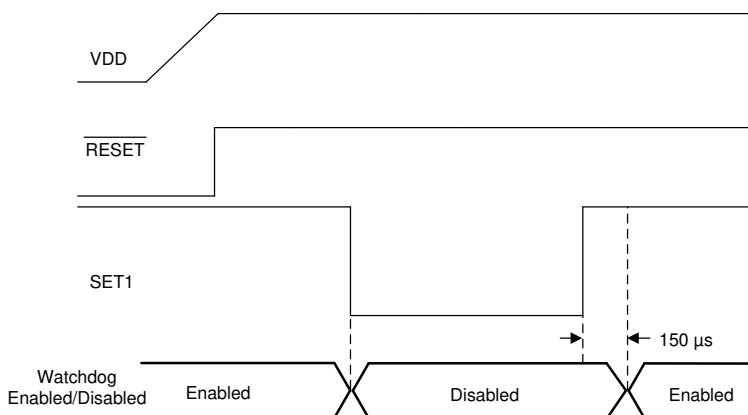 VDD
RESET
SET1
150 µs
Watchdog
Enabled/Disabled
Enabled
Disabled
Enabled